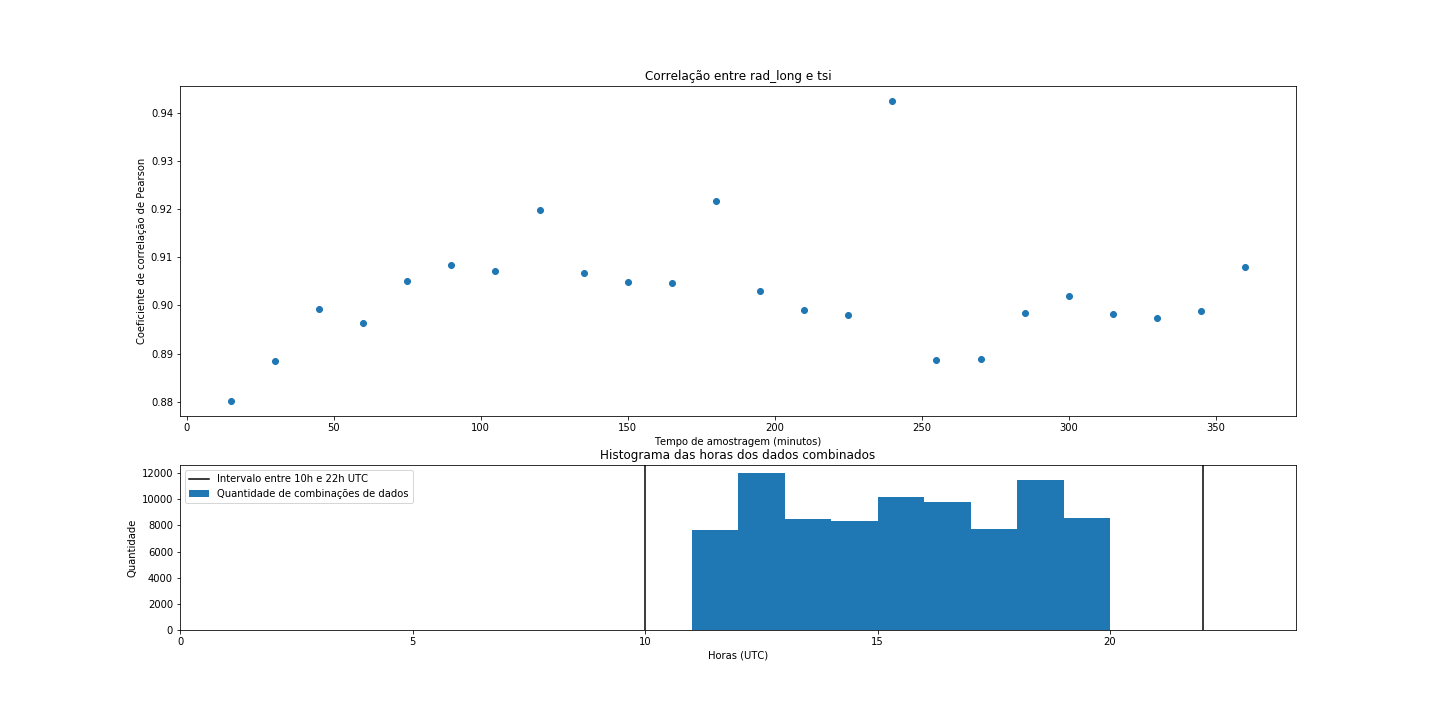 Correlação entre rad_long e tsi
Coeficiente de correlação de Pearson
0.94
0.93
0.92
0.91
0.90
0.89
0.88
0 50 100 150 200 250 300 350
Tempo de amostragem (minutos)
Histograma das horas dos dados combinados
Quantidade
12000
10000
8000
6000
4000
2000
0
Intervalo entre 10h e 22h UTC
Quantidade de combinações de dados
0 5 10 15 20
Horas (UTC)